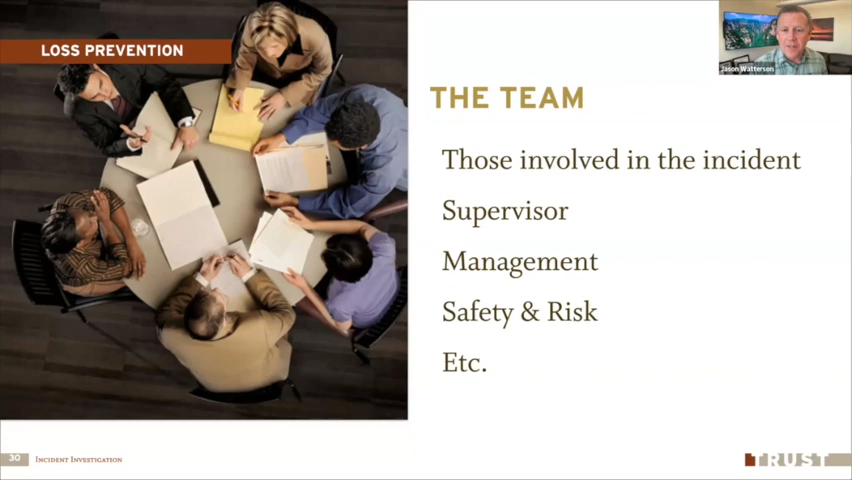 LOSS PREVENTION
Jason Watterson
THE TEAM
Those involved in the incident
Supervisor
Management
Safety & Risk
Etc.
30
INCIDENT INVESTIGATION
TRUST